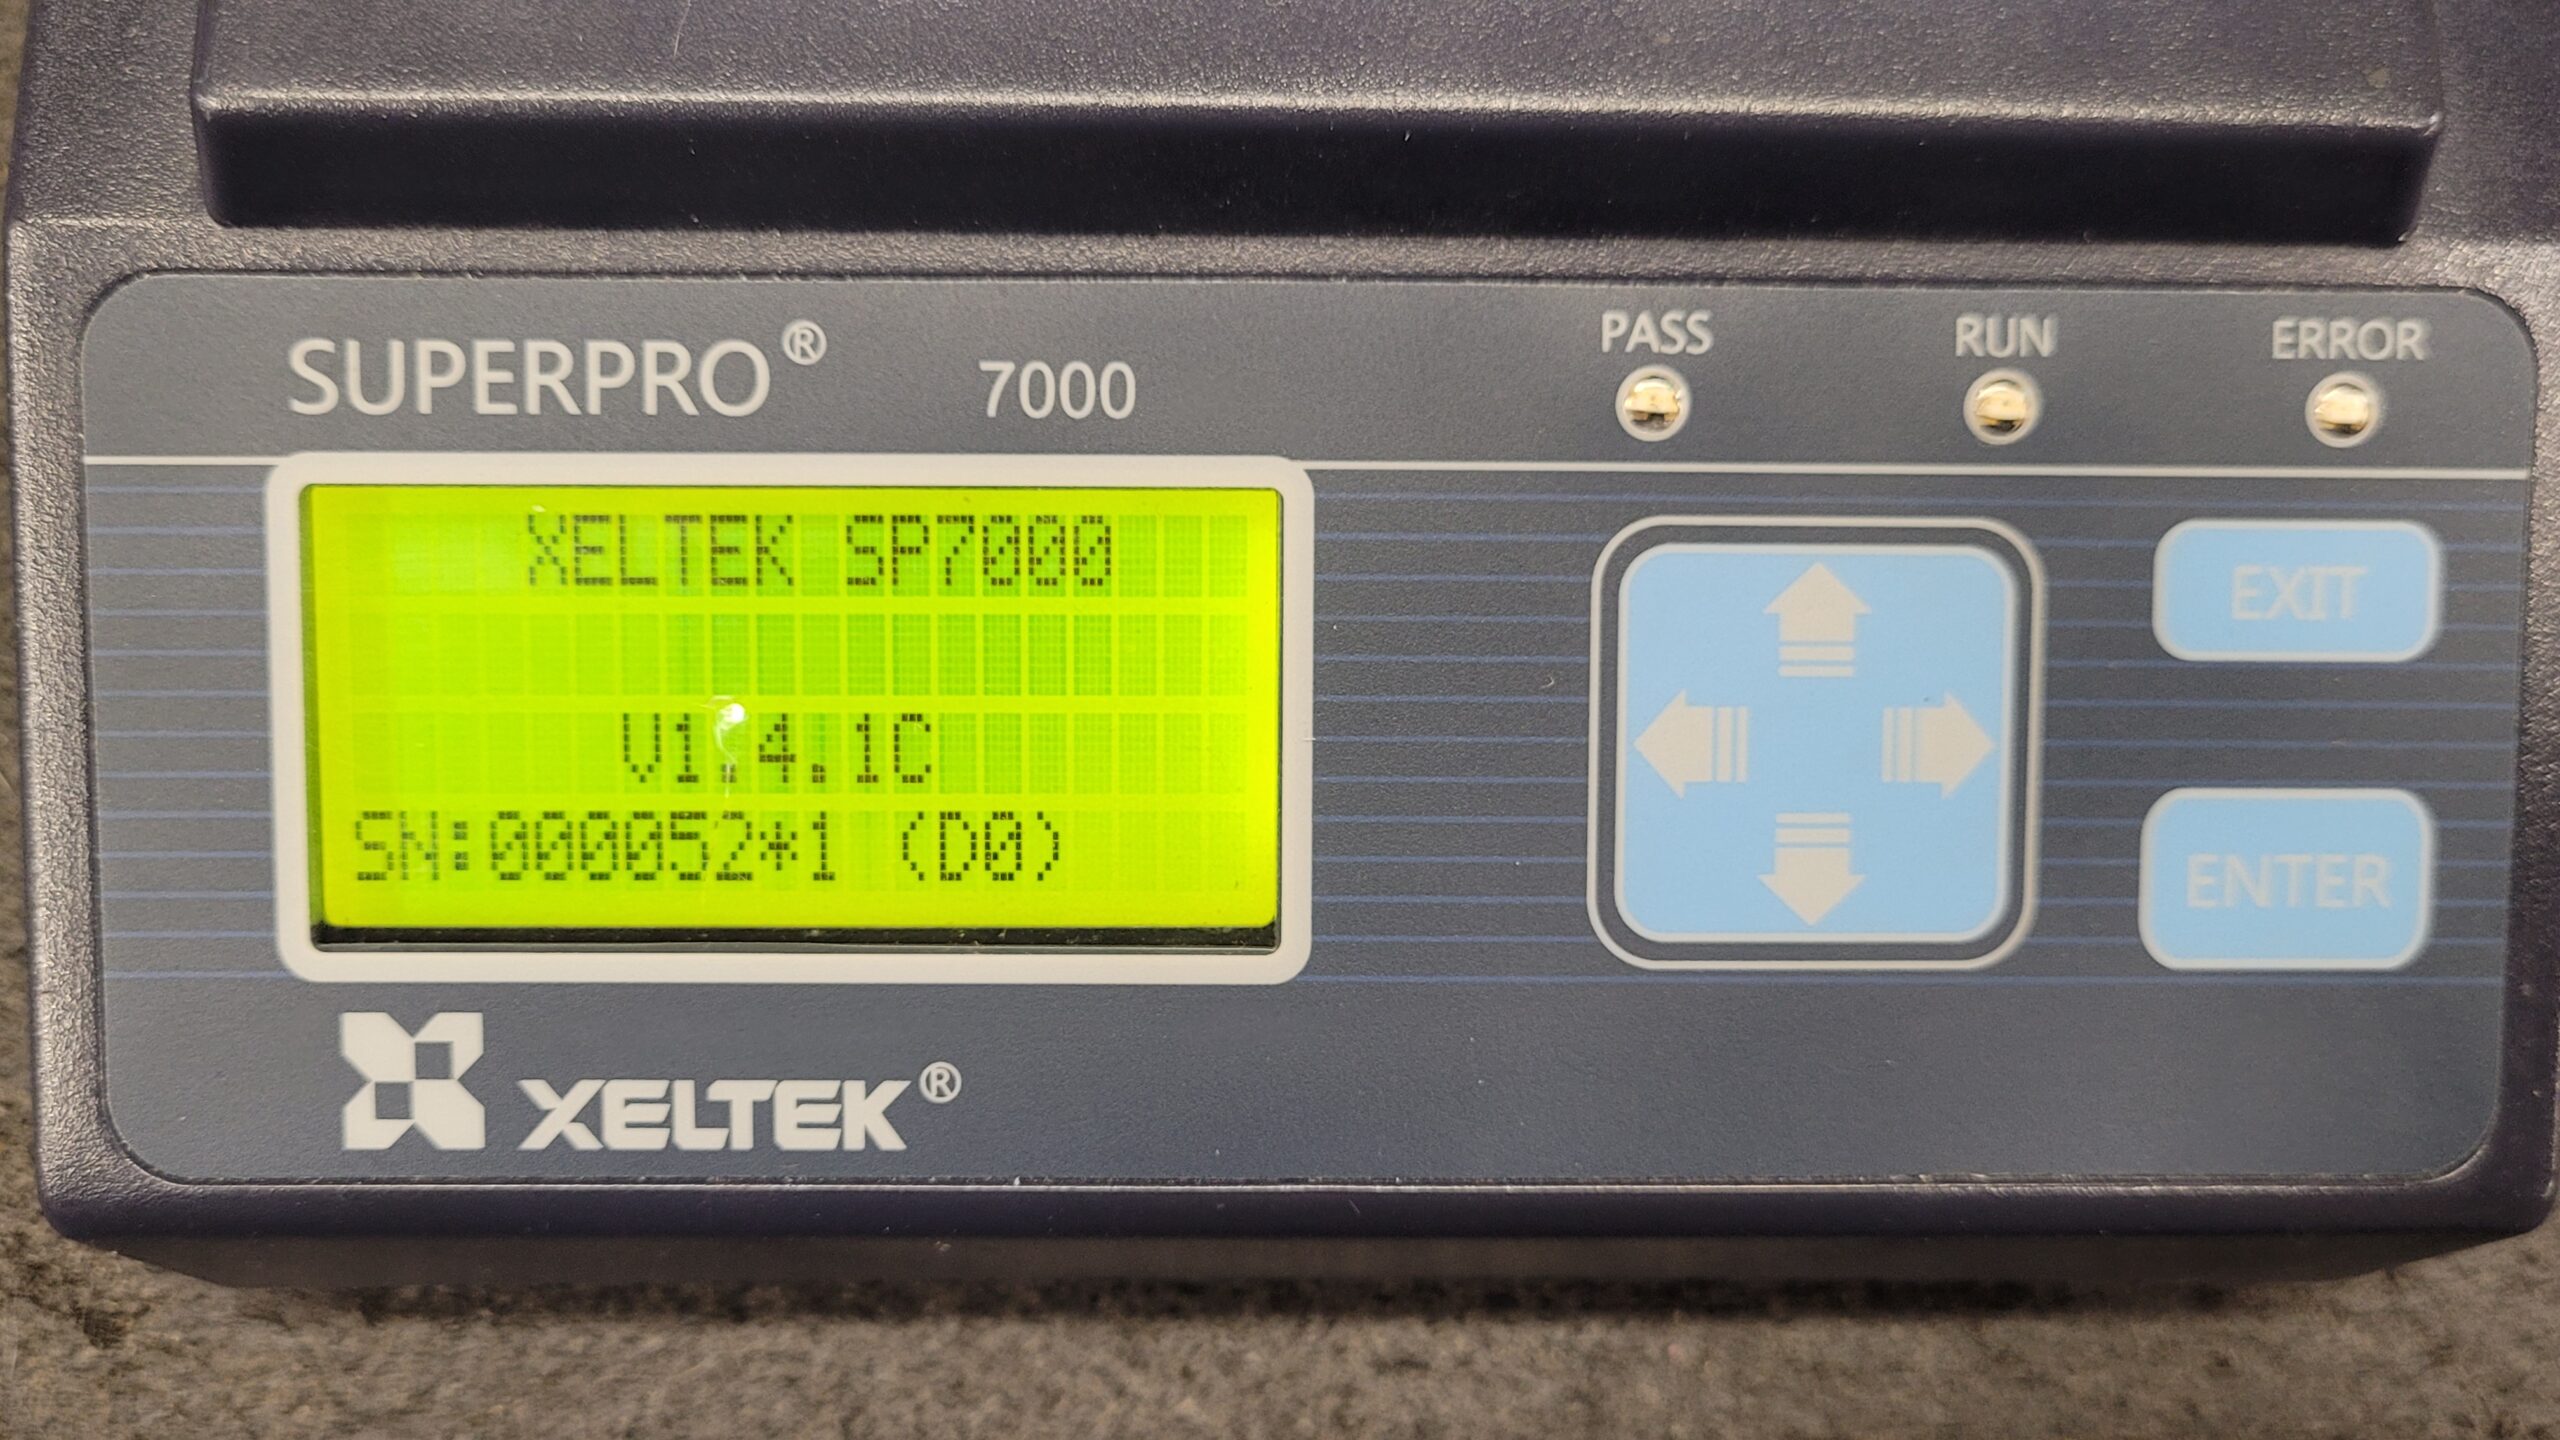 SUPERPRO® 7000
PASS RUN ERROR
XELTEK SP7000
V1.4.1C
SN:000052*1 (D0)
EXIT
ENTER
XELTEK®